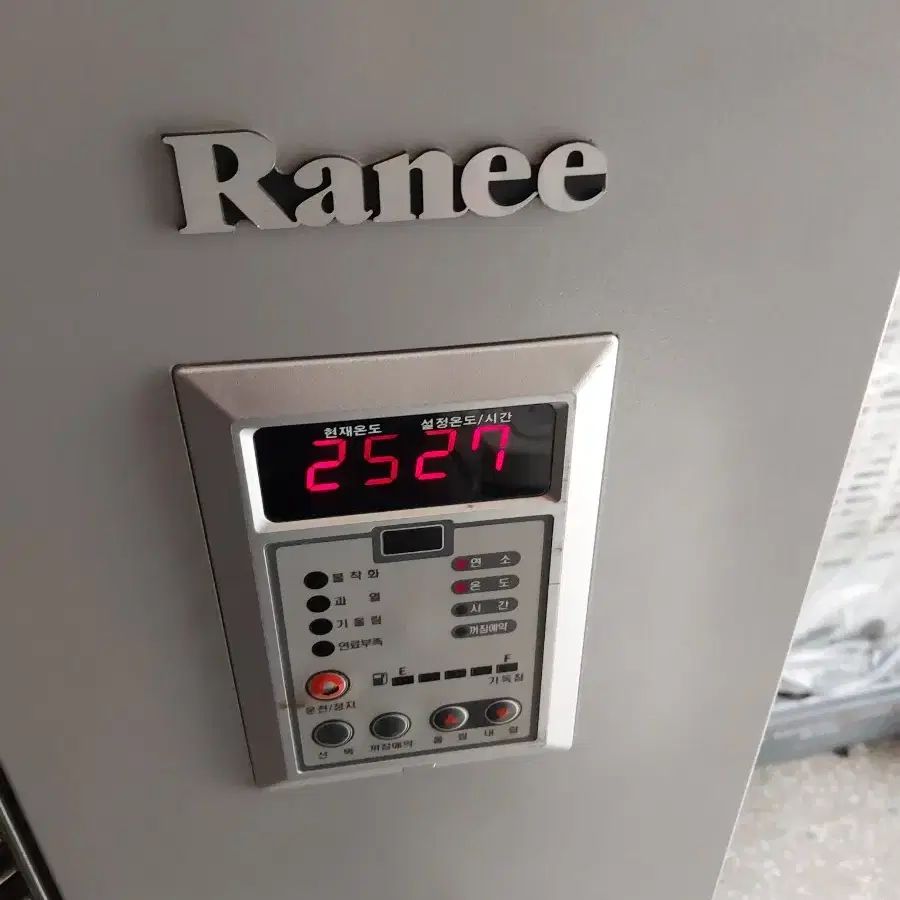 Ranee
현재온도 설정온도/시간
25 27
불착화
과 열
기울림
연료부족
연 소
온 도
시 간
꺼짐예약
E F
가득참
운전/정지
선 택
꺼짐예약
올 림
내 림